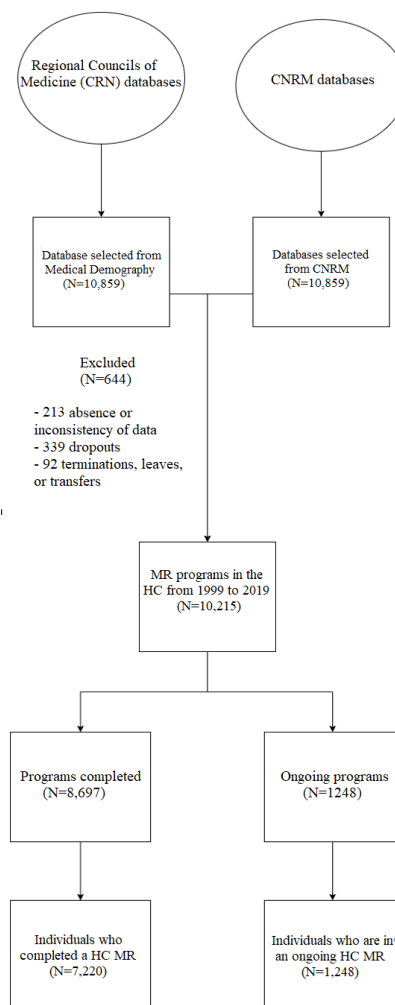 Regional Councils of
Medicine (CRN) databases
CNRM databases
Database selected from
Medical Demography
(N=10,859)
Databases selected
from CNRM
(N=10,859)
Excluded
(N=644)
- 213 absence or
inconsistency of data
- 339 dropouts
- 92 terminations, leaves,
or transfers
MR programs in the
HC from 1999 to 2019
(N=10,215)
Programs completed
(N=8,697)
Ongoing programs
(N=1248)
Individuals who
completed a HC MR
(N=7,220)
Individuals who are in
an ongoing HC MR
(N=1,248)